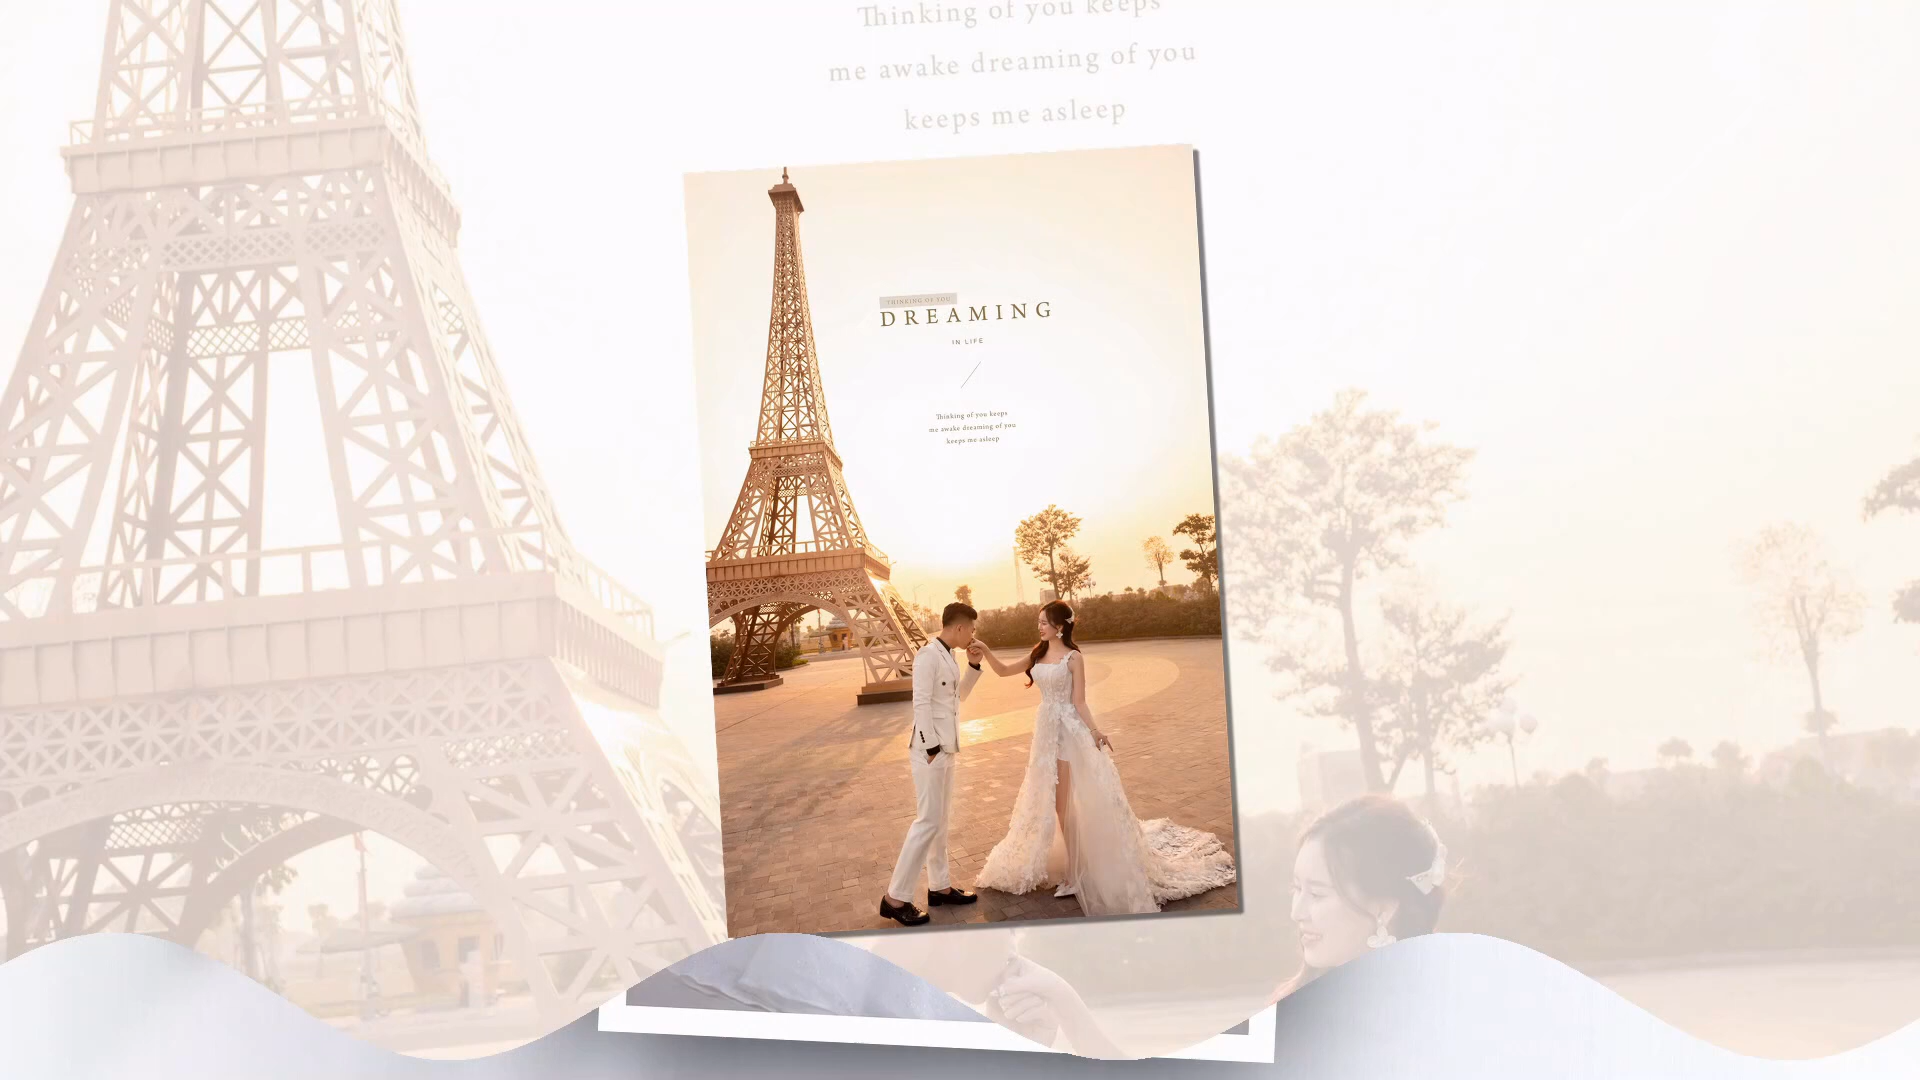 Thinking of you keeps
me awake dreaming of you
keeps me asleep
THINKING OF YOU
DREAMING
IN LIFE
Thinking of you keeps
me awake dreaming of you
keeps me asleep